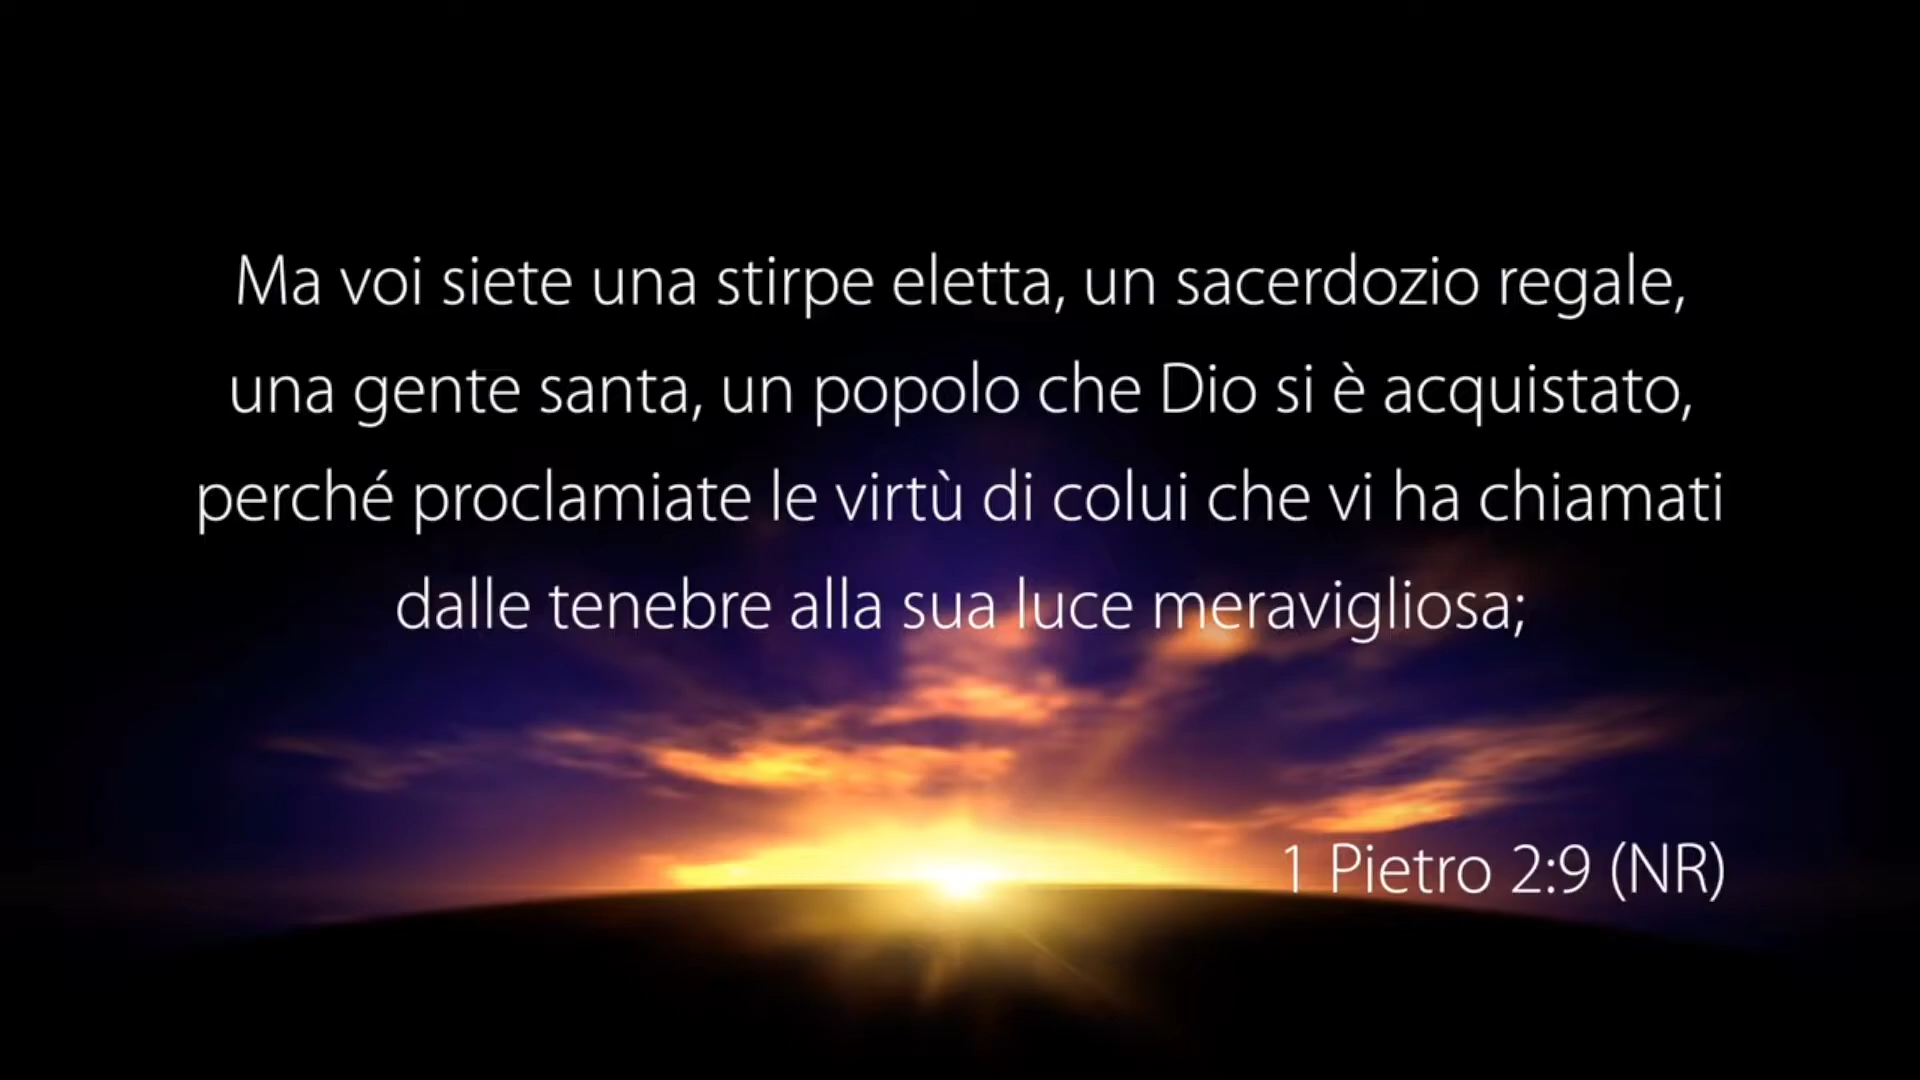 Ma voi siete una stirpe eletta, un sacerdozio regale,
una gente santa, un popolo che Dio si è acquistato,
perché proclamiate le virtù di colui che vi ha chiamati
dalle tenebre alla sua luce meravigliosa;
1 Pietro 2:9 (NR)